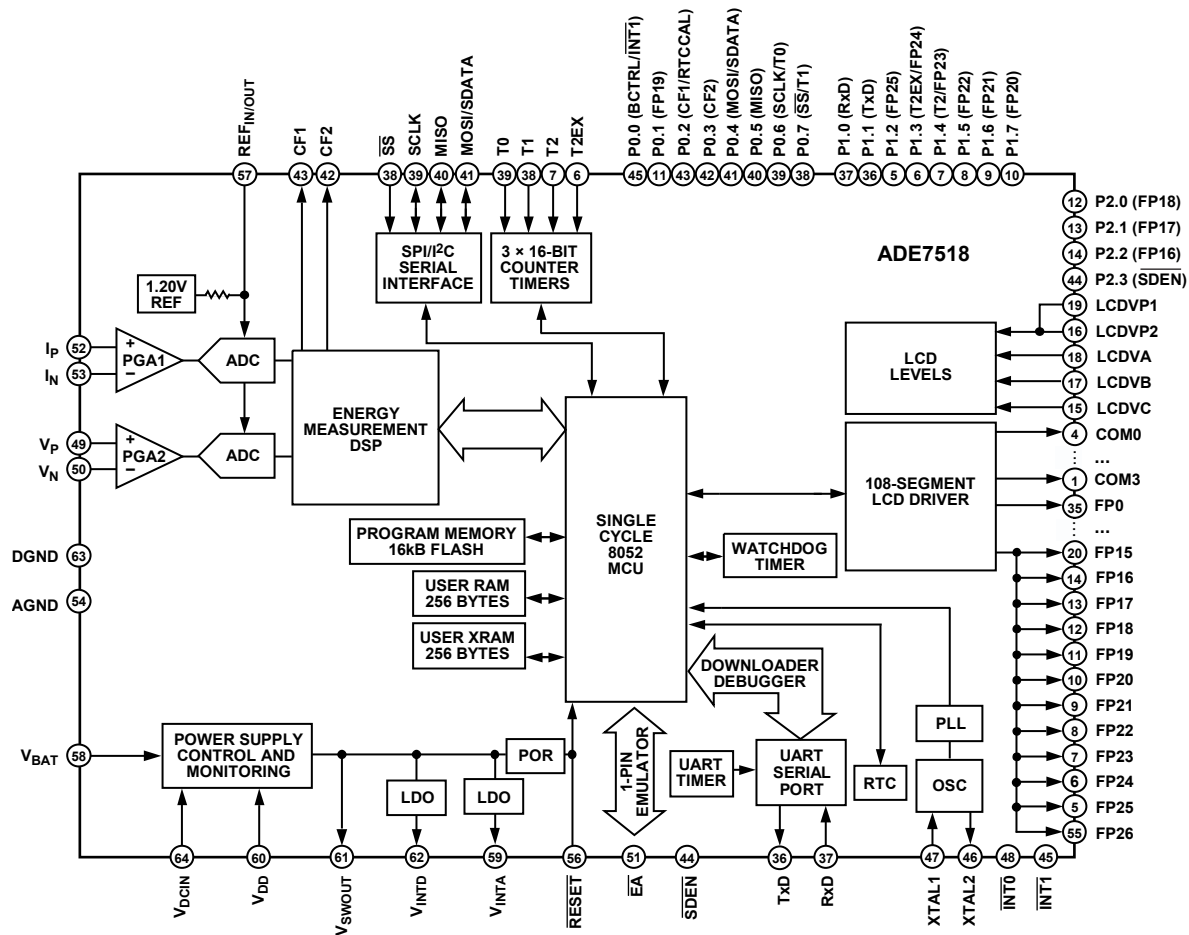 REFIN/OUT
CF1
CF2
SS
SCLK
MISO
MOSI/SDATA
T0
T1
T2
T2EX
P0.0 (BCTRL/INT1)
P0.1 (FP19)
P0.2 (CF1/RTCCAL)
P0.3 (CF2)
P0.4 (MOSI/SDATA)
P0.5 (MISO)
P0.6 (SCLK/T0)
P0.7 (SS/T1)
P1.0 (RxD)
P1.1 (TxD)
P1.2 (FP25)
P1.3 (T2EX/FP24)
P1.4 (T2/FP23)
P1.5 (FP22)
P1.6 (FP21)
P1.7 (FP20)
57
43
42
38
39
40
41
39
38
7
6
45
11
43
42
41
40
39
38
37
36
5
6
7
8
9
10
12 P2.0 (FP18)
13 P2.1 (FP17)
14 P2.2 (FP16)
44 P2.3 (SDEN)
19 LCDVP1
16 LCDVP2
18 LCDVA
17 LCDVB
15 LCDVC
4 COM0
...
1 COM3
35 FP0
...
20 FP15
14 FP16
13 FP17
12 FP18
11 FP19
10 FP20
9 FP21
8 FP22
7 FP23
6 FP24
5 FP25
55 FP26
ADE7518
SPI/I2C
SERIAL
INTERFACE
3 × 16-BIT
COUNTER
TIMERS
1.20V
REF
IP 52
IN 53
+
PGA1
–
ADC
VP 49
VN 50
+
PGA2
–
ADC
ENERGY
MEASUREMENT
DSP
LCD
LEVELS
108-SEGMENT
LCD DRIVER
SINGLE
CYCLE
8052
MCU
PROGRAM MEMORY
16kB FLASH
USER RAM
256 BYTES
USER XRAM
256 BYTES
WATCHDOG
TIMER
DGND 63
AGND 54
DOWNLOADER
DEBUGGER
VBAT 58
POWER SUPPLY
CONTROL AND
MONITORING
LDO
LDO
POR
1-PIN
EMULATOR
UART
TIMER
UART
SERIAL
PORT
RTC
PLL
OSC
64
60
61
62
59
56
51
44
36
37
47
46
48
45
VDCIN
VDD
VSWOUT
VINTD
VINTA
RESET
EA
SDEN
TxD
RxD
XTAL1
XTAL2
INT0
INT1